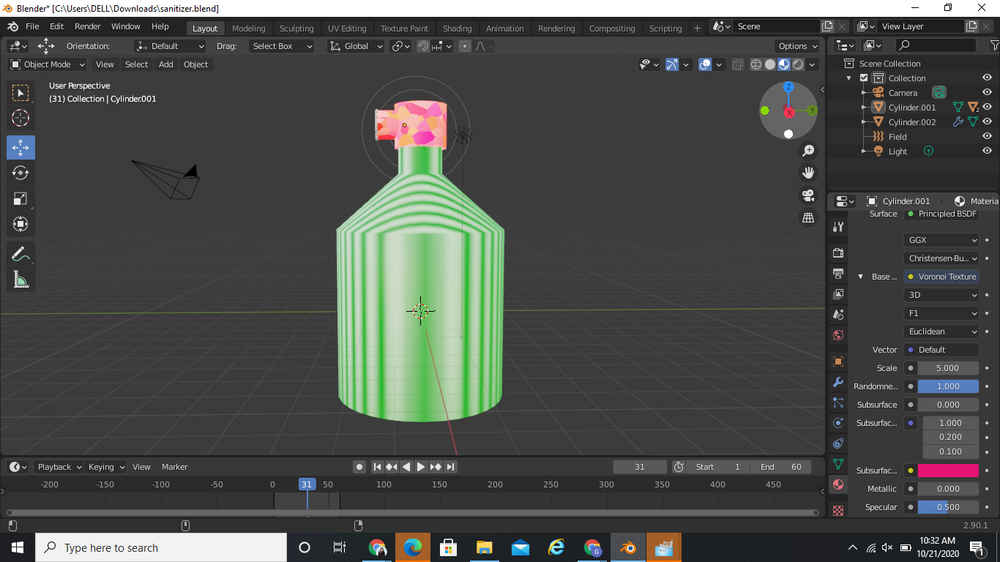 Blender* [C:\Users\DELL\Downloads\sanitizer.blend]
File Edit Render Window Help Layout Modeling Sculpting UV Editing Texture Paint Shading Animation Rendering Compositing Scripting + Scene View Layer
Orientation: Default Drag: Select Box Global Options
Object Mode View Select Add Object
User Perspective
(31) Collection | Cylinder.001
Z
X
Y
Scene Collection
Collection
Camera
Cylinder.001 2
Cylinder.002
Field
Light
Cylinder.001 Materia
Surface Principled BSDF
GGX
Christensen-Bu...
Base ... Voronoi Texture
3D
F1
Euclidean
Vector Default
Scale 5.000
Randomne... 1.000
Subsurface 0.000
Subsurfac... 1.000
0.200
0.100
Subsurfac...
Metallic 0.000
Specular 0.500
Playback Keying View Marker 31 Start 1 End 60
-200 -150 -100 -50 0 31 50 100 150 200 250 300 350 400 450
2.90.1
Type here to search
G
10:32 AM
10/21/2020
1